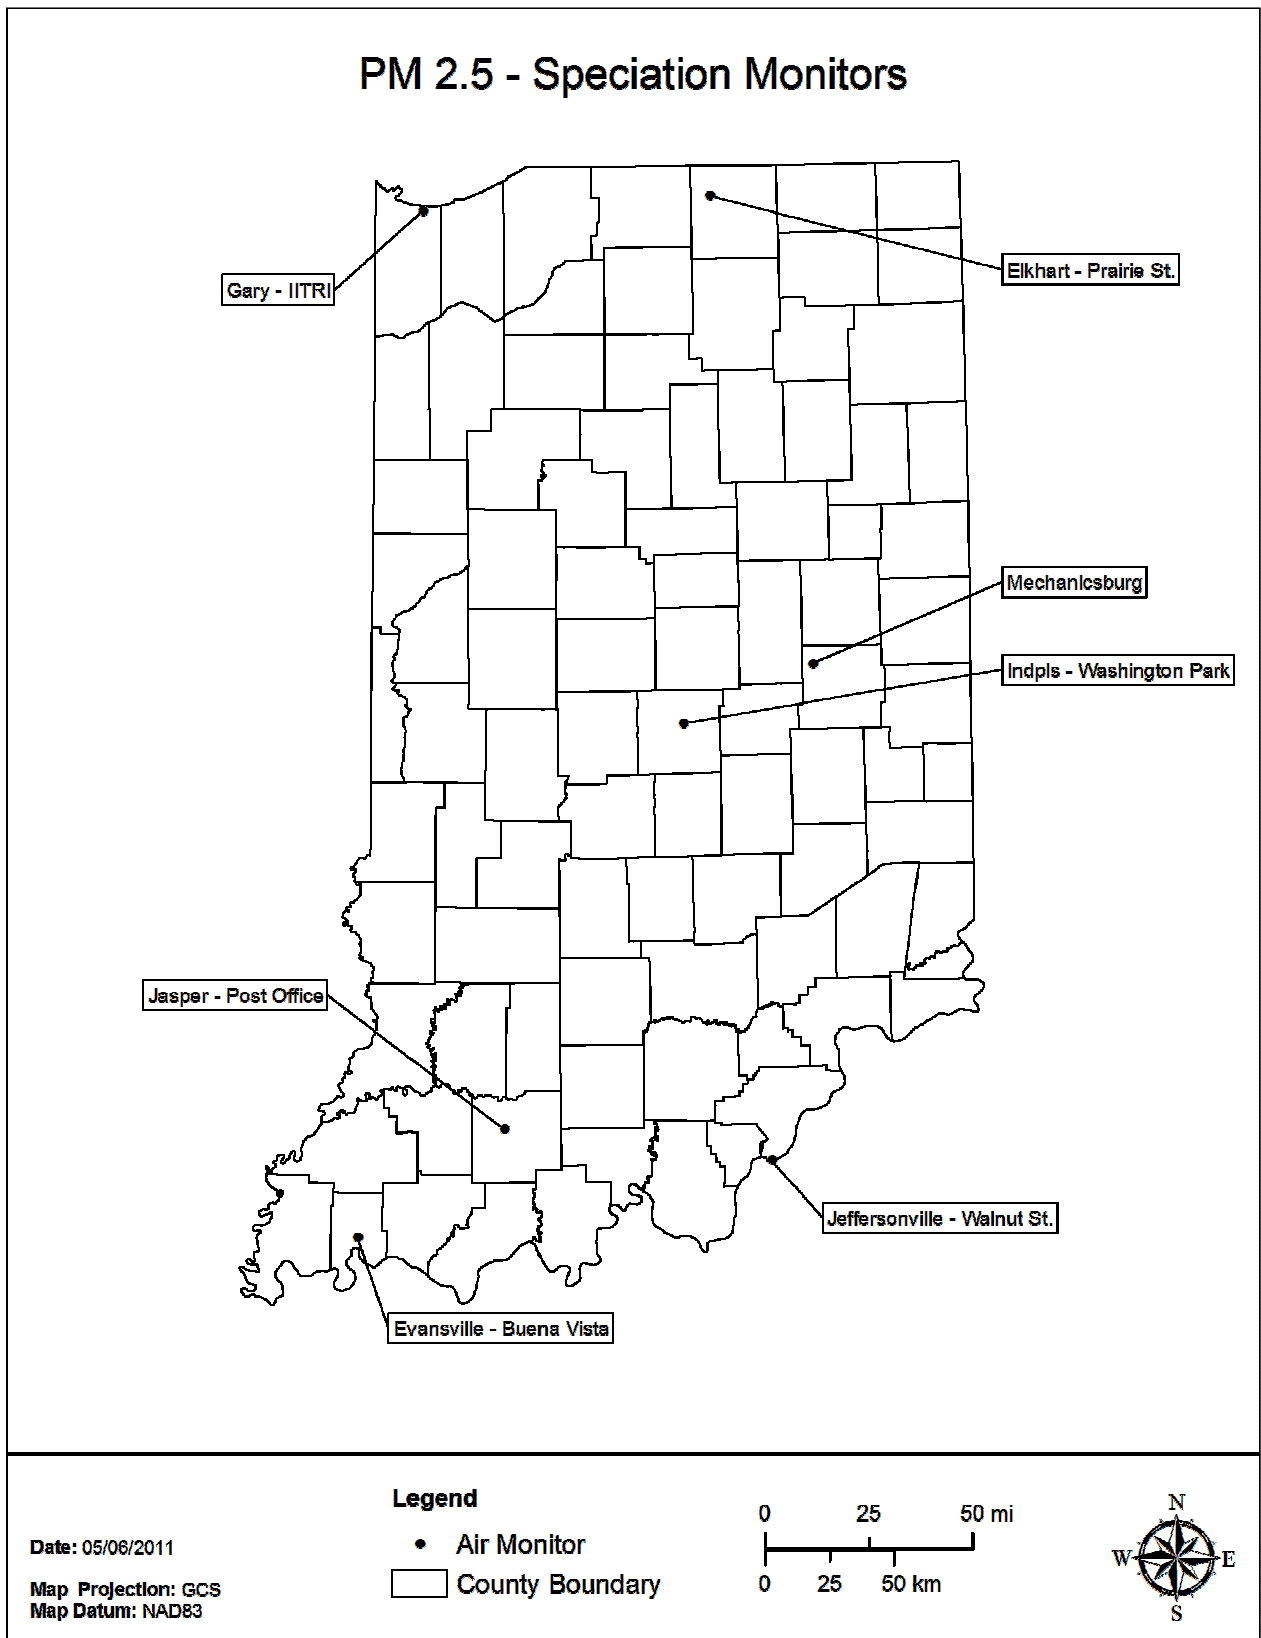 PM 2.5 - Speciation Monitors
Gary - IITRI
Elkhart - Prairie St.
Mechanicsburg
Indpls - Washington Park
Jasper - Post Office
Jeffersonville - Walnut St.
Evansville - Buena Vista
Legend
Air Monitor
County Boundary
Date: 05/06/2011
Map Projection: GCS
Map Datum: NAD83
0 25 50 mi
0 25 50 km
N
W E
S